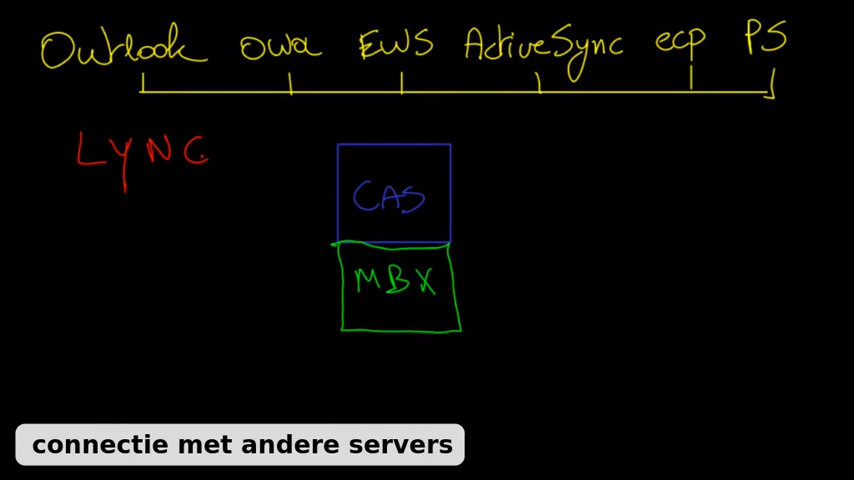 Outlook owa EWS ActiveSync ecp PS
LYNC
CAS
MBX
connectie met andere servers